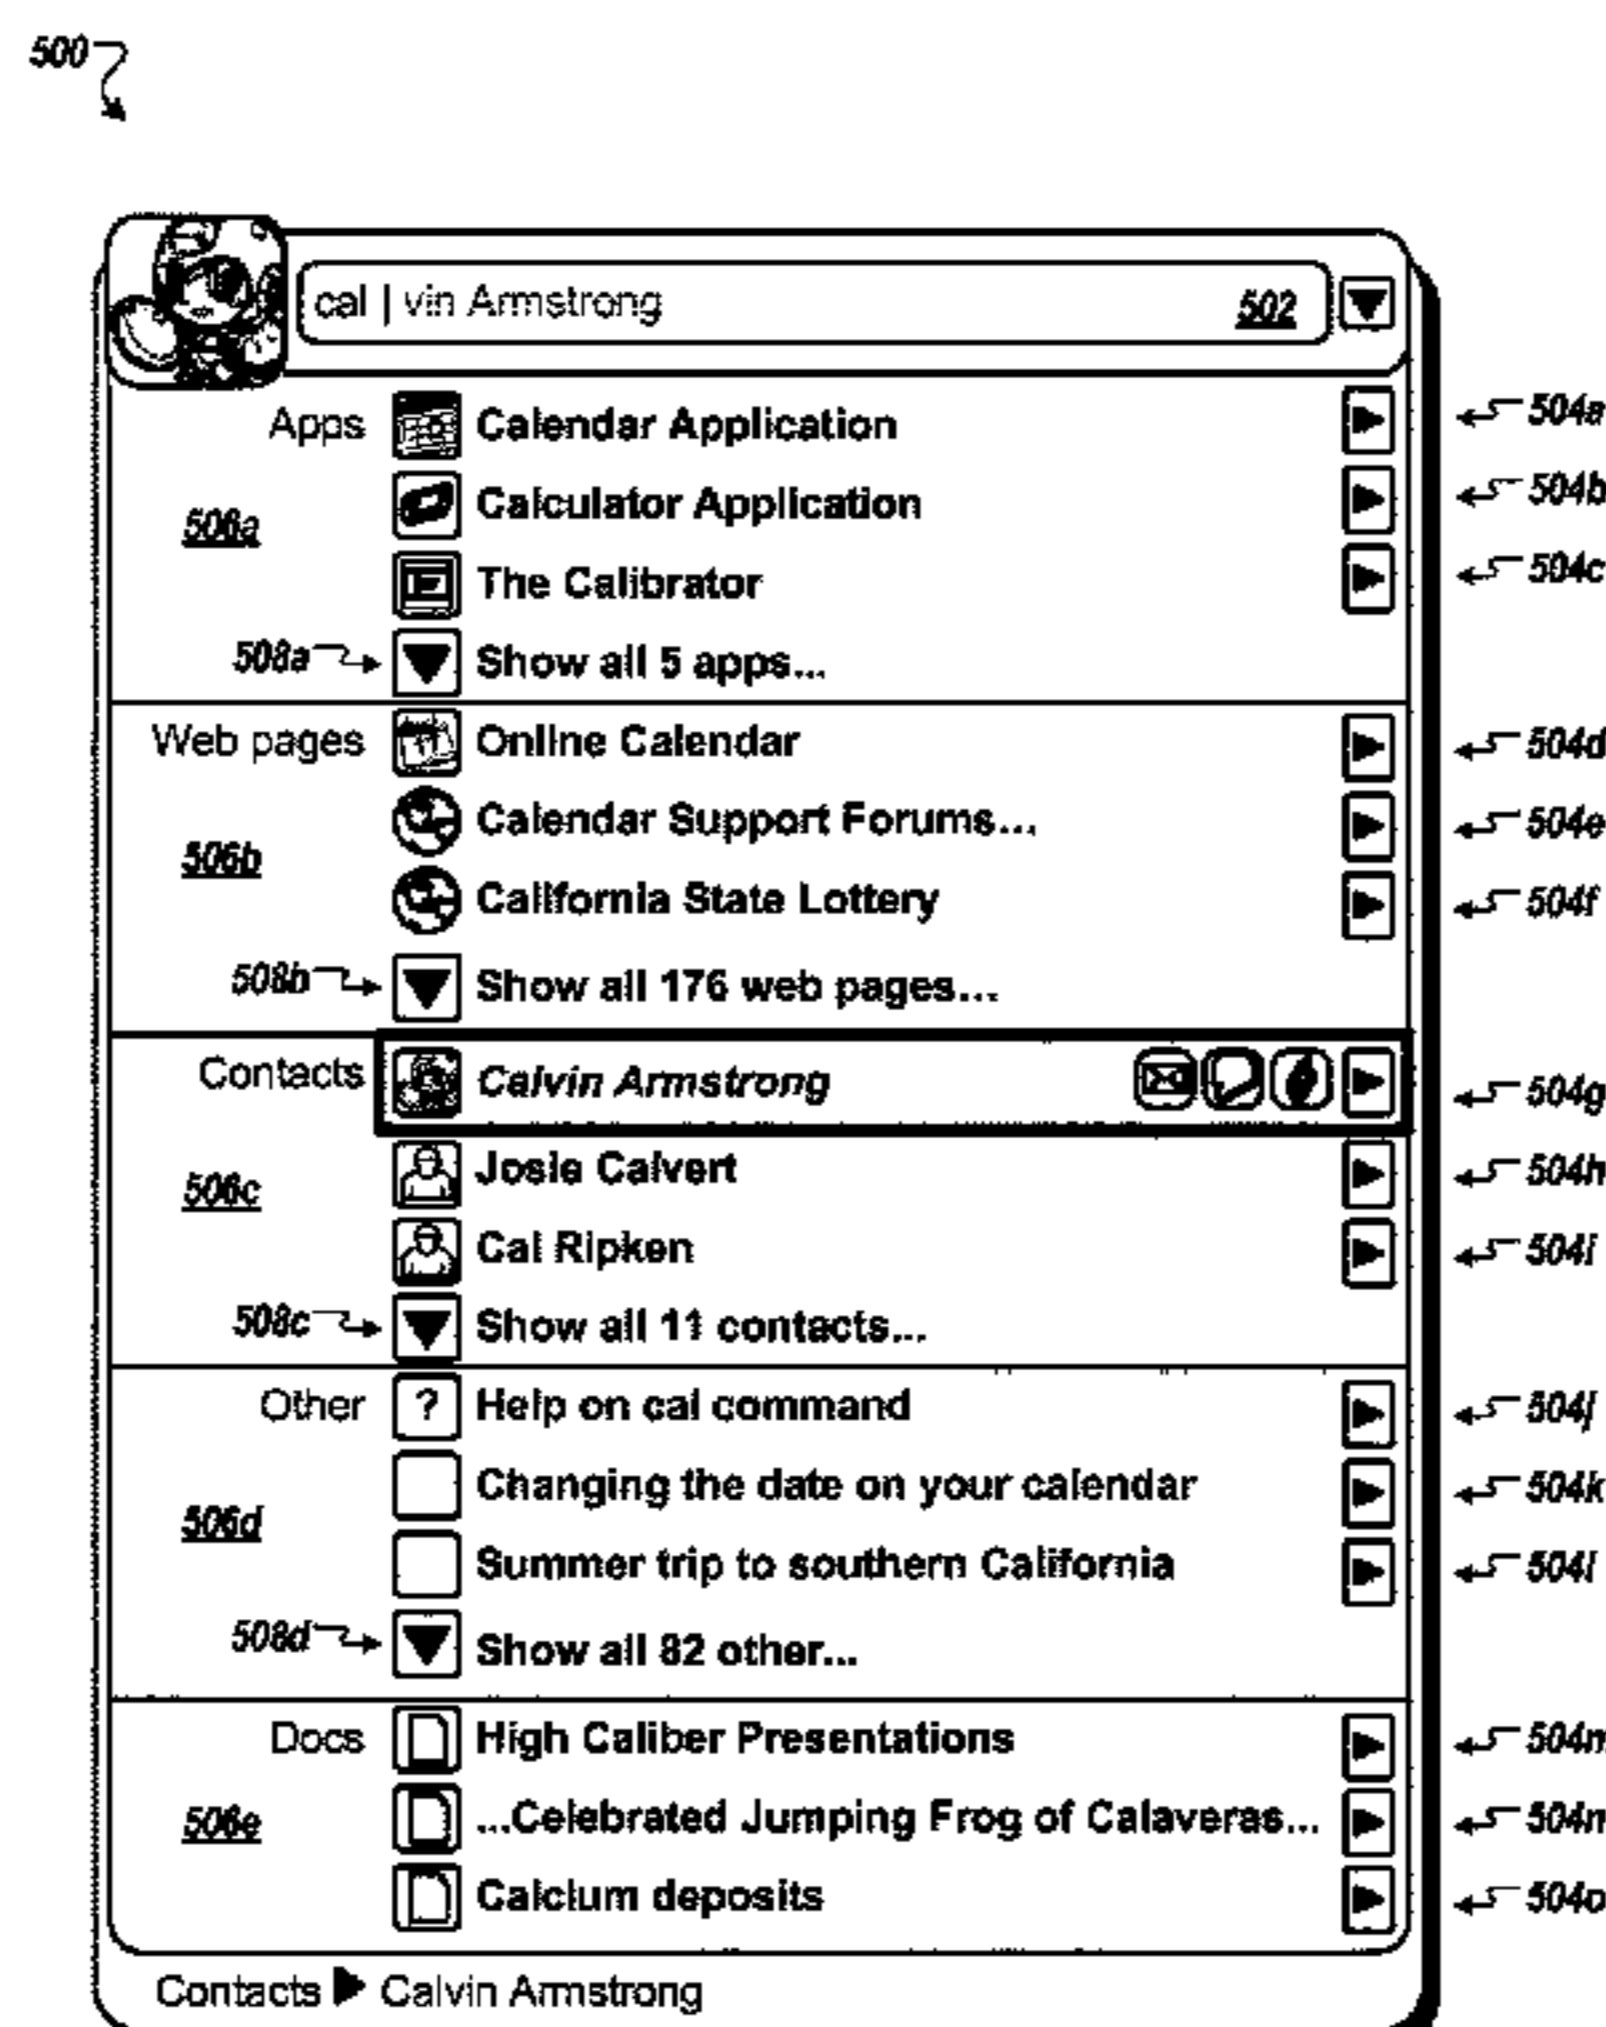 500
cal | vin Armstrong 502
Apps Calendar Application 504a
Calculator Application 504b
506a
The Calibrator 504c
508a Show all 5 apps...
Web pages Online Calendar 504d
Calendar Support Forums... 504e
506b
California State Lottery 504f
508b Show all 176 web pages...
Contacts Calvin Armstrong 504g
Josie Calvert 504h
506c
Cal Ripken 504i
508c Show all 11 contacts...
Other ? Help on cal command 504j
Changing the date on your calendar 504k
506d
Summer trip to southern California 504l
508d Show all 82 other...
Docs High Caliber Presentations 504m
506e ...Celebrated Jumping Frog of Calaveras... 504n
Calcium deposits 504o
Contacts ▶ Calvin Armstrong